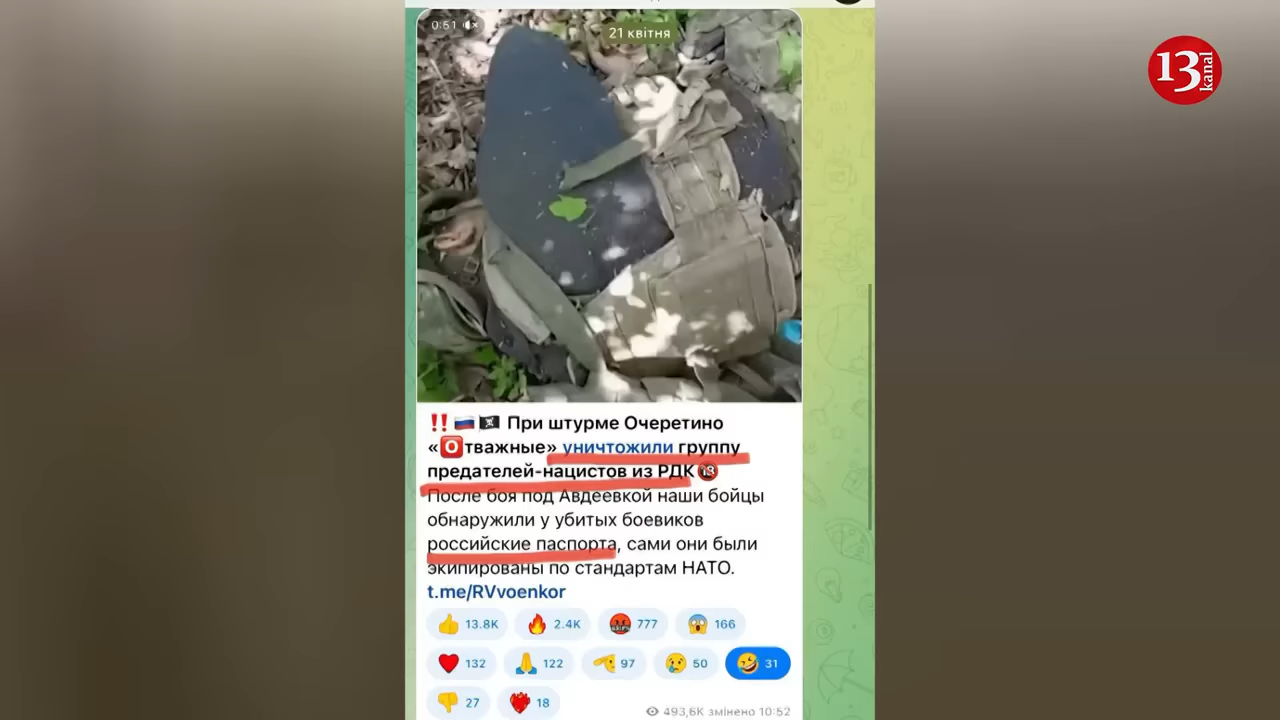 0:51
21 квітня
13 kanal
‼️🇷🇺🏴‍☠️ При штурме Очеретино
«🅾️тважные» уничтожили группу
предателей-нацистов из РДК🔞
После боя под Авдеевкой наши бойцы
обнаружили у убитых боевиков
российские паспорта, сами они были
экипированы по стандартам НАТО.
t.me/RVvoenkor
13.8K 2.4K 777 166
132 122 97 50 31
27 18
493,6K змінено 10:52